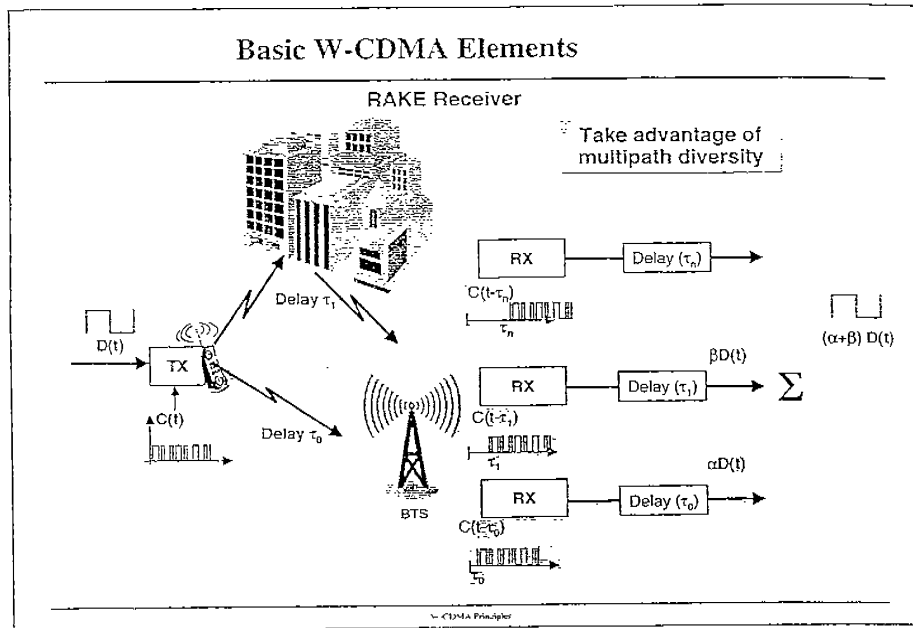 Basic W-CDMA Elements
RAKE Receiver
Take advantage of
multipath diversity
RX
Delay (τn)
C(t-τn)
τn
Delay τ1
D(t)
TX
C(t)
Delay τ0
BTS
RX
Delay (τ1)
βD(t)
C(t-τ1)
τ1
Σ
(α+β) D(t)
RX
Delay (τ0)
αD(t)
C(t-τ0)
τ0
W-CDMA Principles